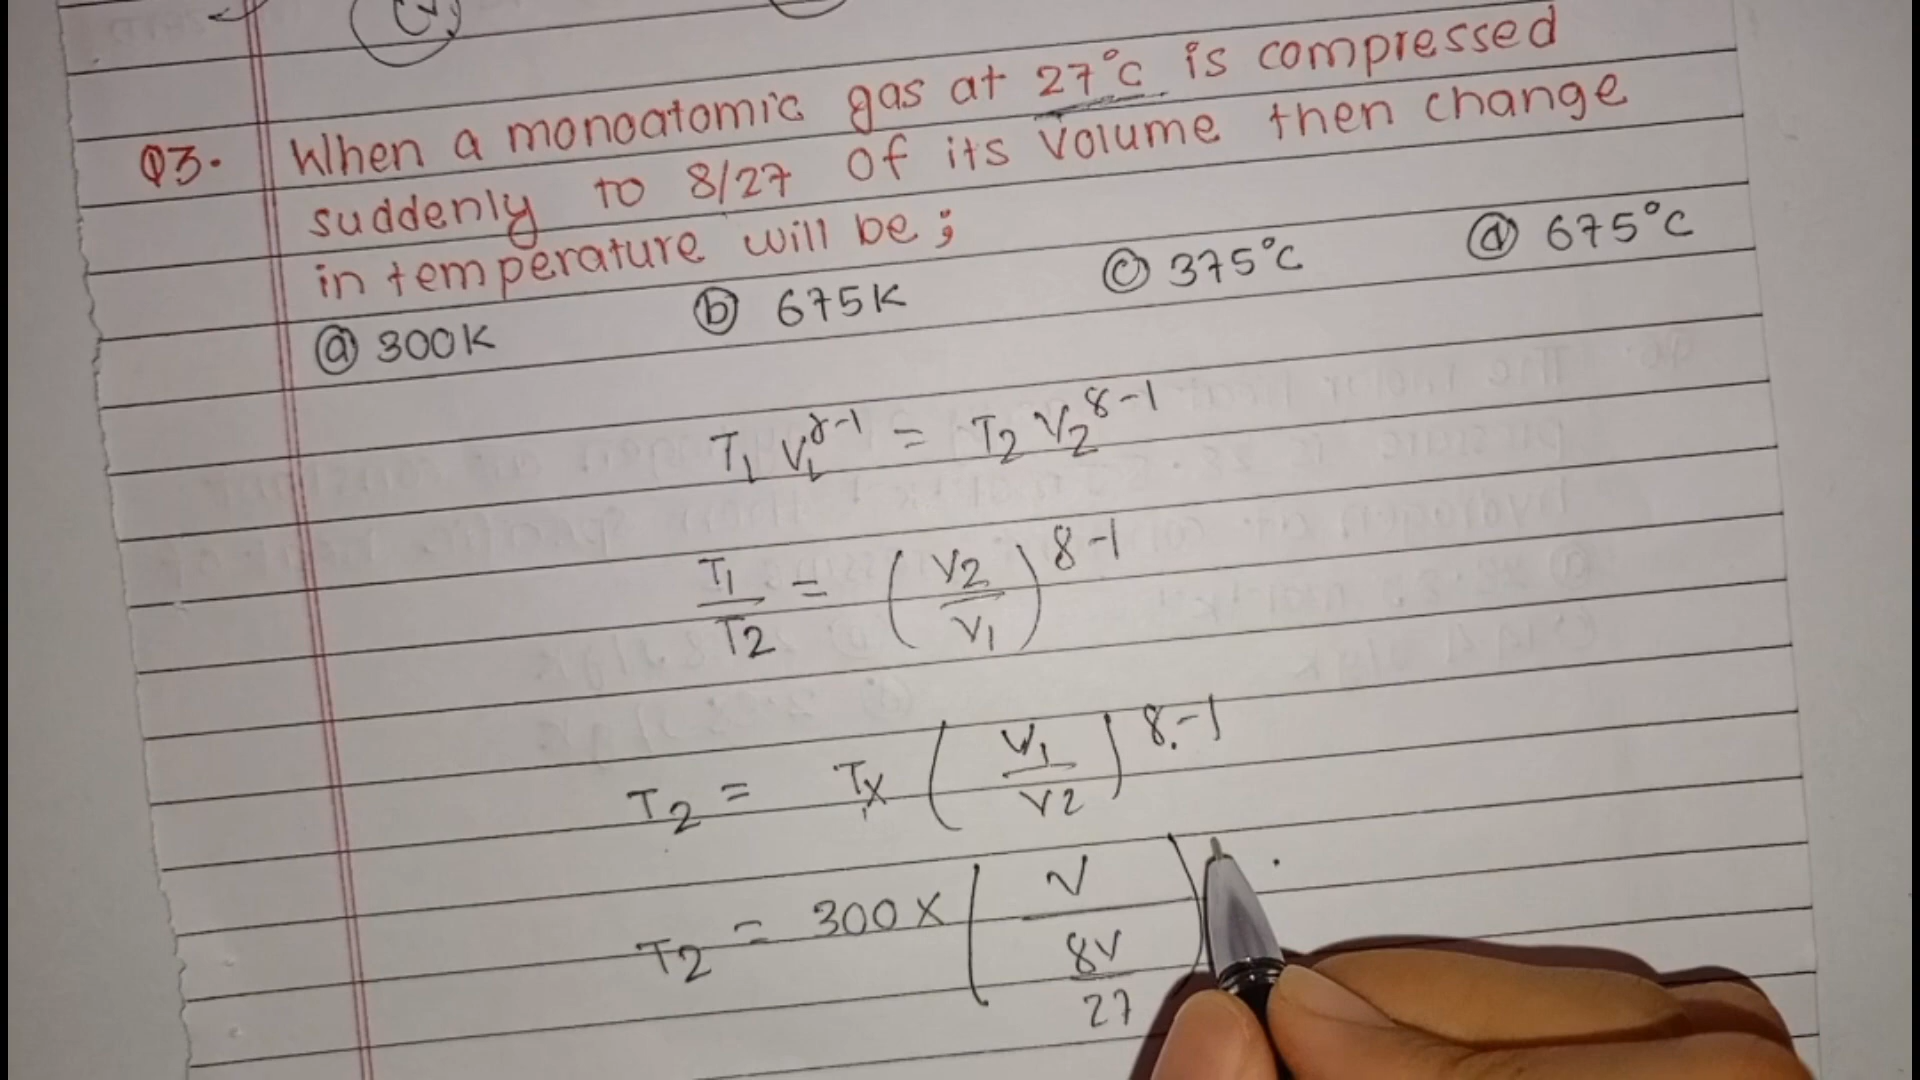 Q3. When a monoatomic gas at 27°C is compressed
suddenly to 8/27 of its volume then change
in temperature will be;
(a) 300K (b) 675K (c) 375°C (d) 675°C
T₁ V₁^γ-1 = T₂ V₂^γ-1
T₁/T₂ = (V₂/V₁)^γ-1
T₂ = T₁ × (V₁/V₂)^γ-1
T₂ = 300 × (V / 8V/27)